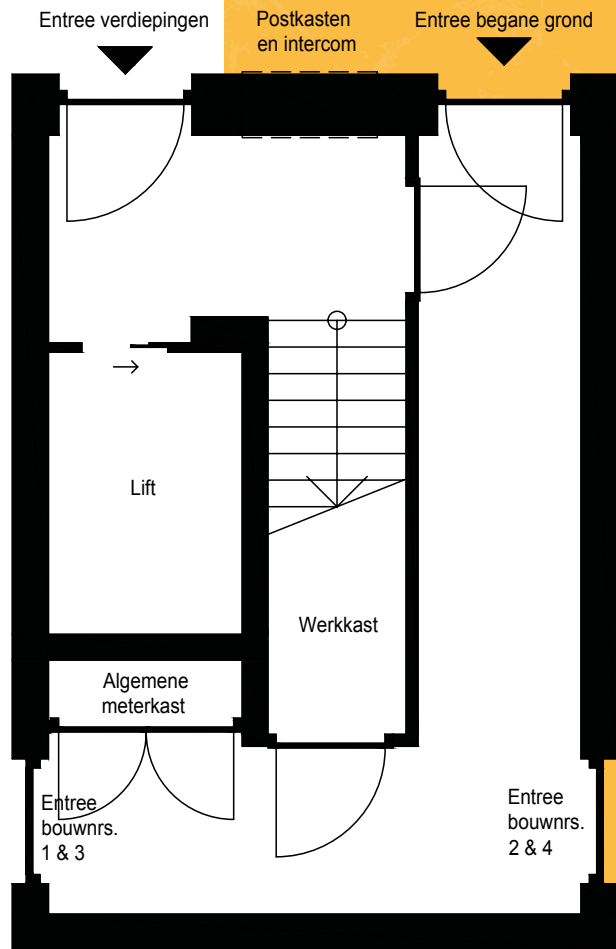 Entree verdiepingen
Postkasten
en intercom
Entree begane grond
Lift
Werkkast
Algemene
meterkast
Entree
bouwnrs.
1 & 3
Entree
bouwnrs.
2 & 4